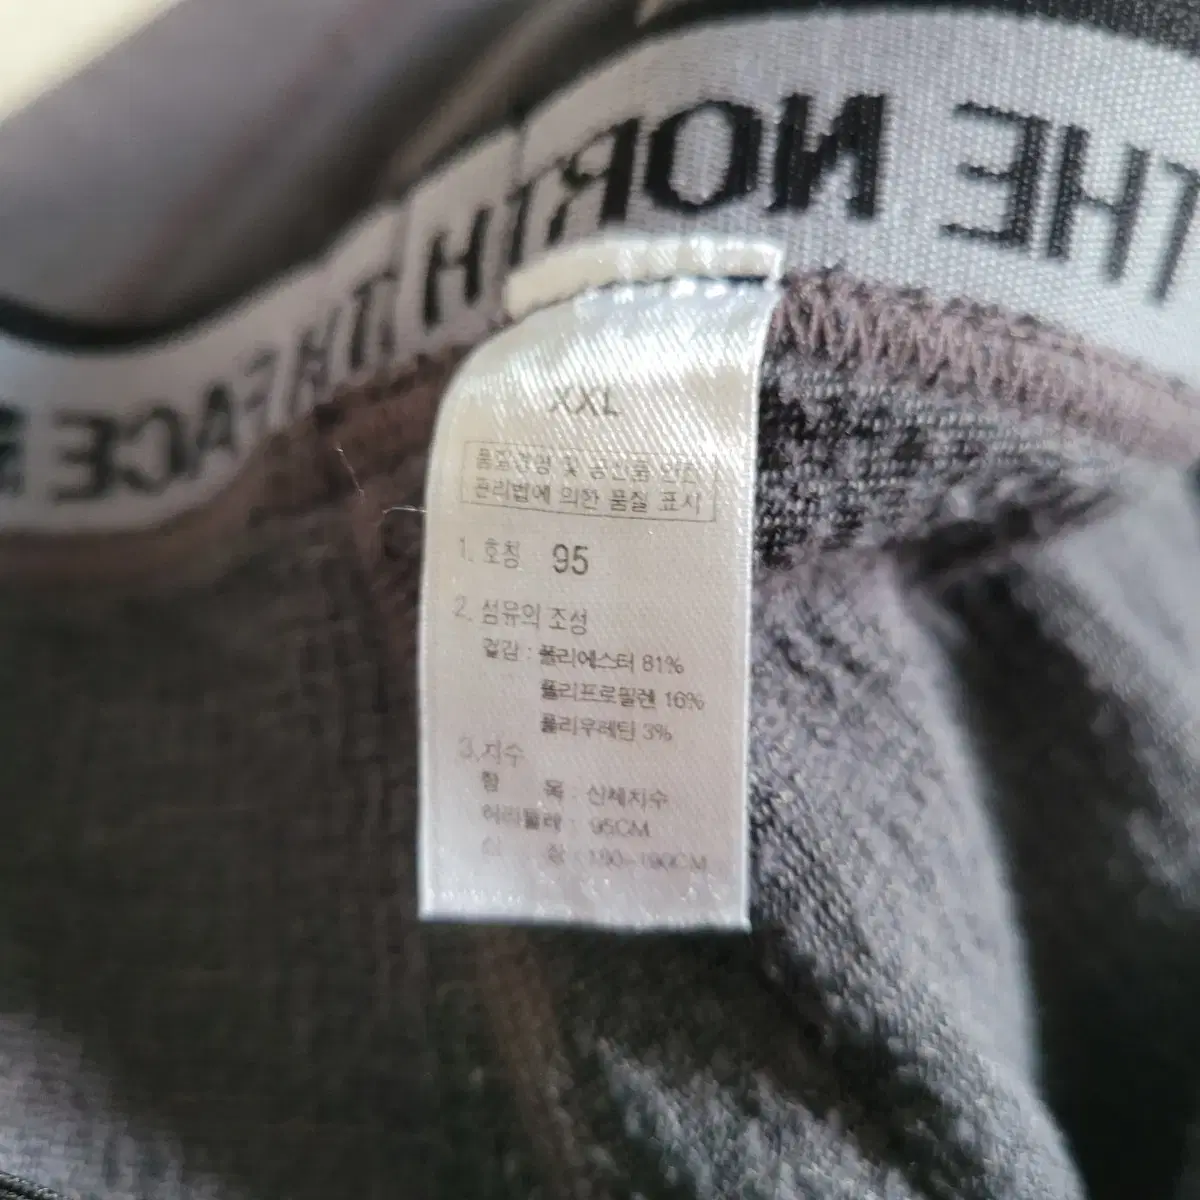 THE NORTH
TH FACE
XXL
품질경영 및 공산품 안전
관리법에 의한 품질 표시
1. 호칭 95
2. 섬유의 조성
겉감 : 폴리에스터 81%
폴리프로필렌 16%
폴리우레탄 3%
3.치수
항 목 : 신체치수
허리둘레 : 95CM
신 장 : 180-190CM